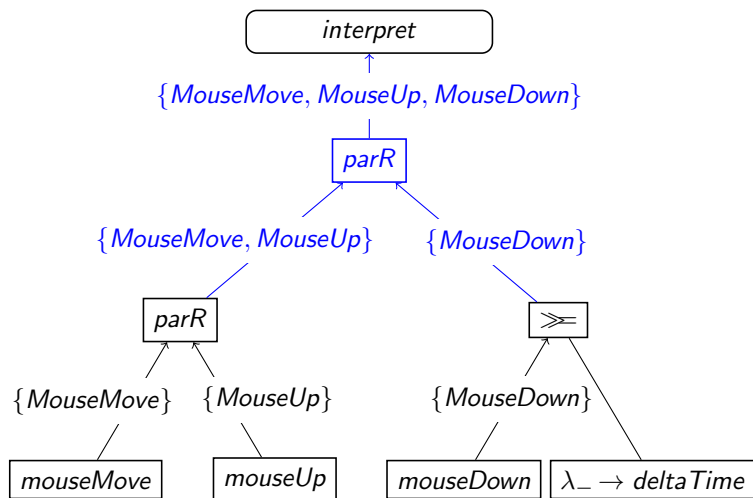 interpret
{MouseMove, MouseUp, MouseDown}
parR
{MouseMove, MouseUp} {MouseDown}
parR ≫=
{MouseMove} {MouseUp} {MouseDown}
mouseMove mouseUp mouseDown λ_ → deltaTime